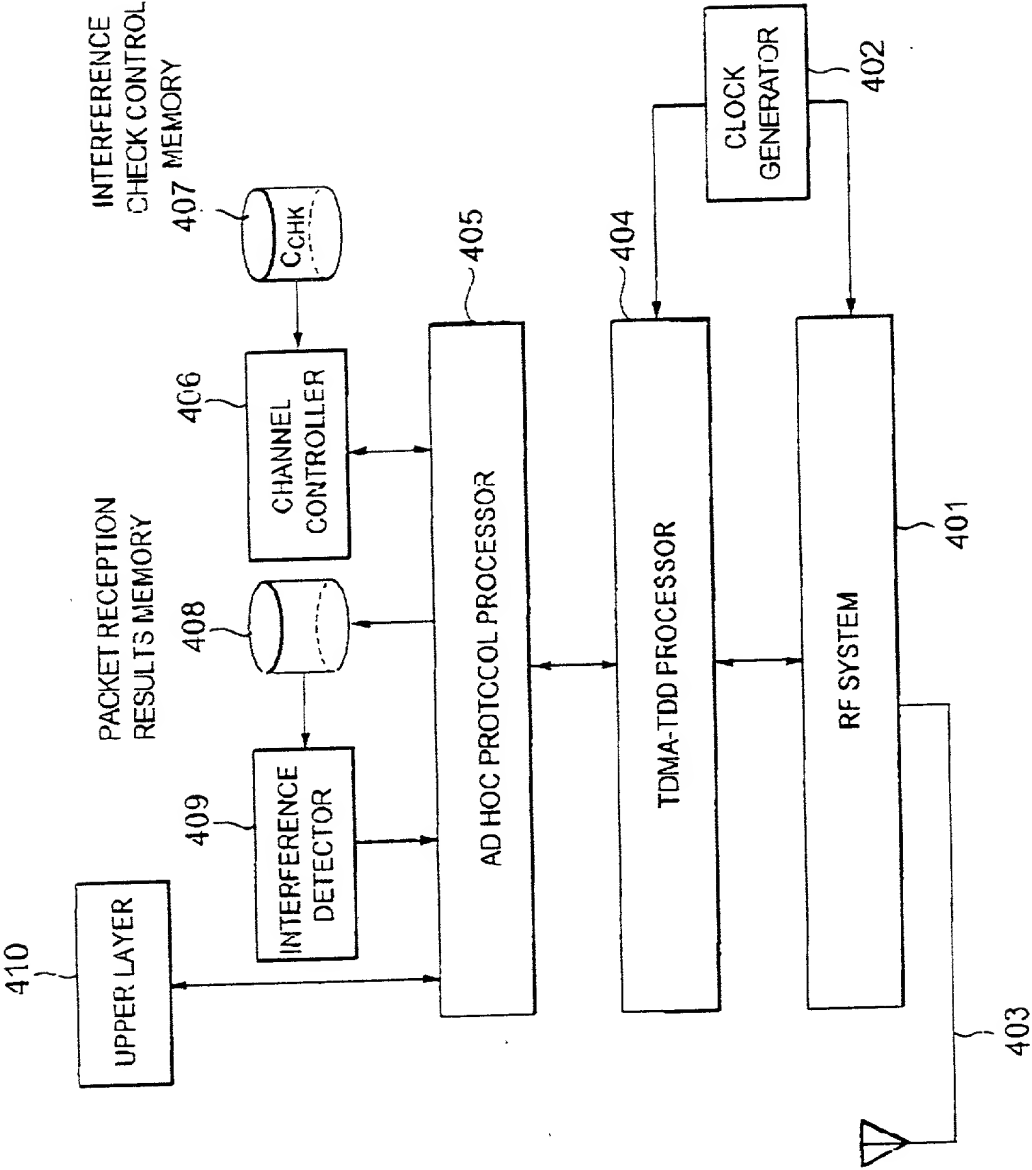 410
UPPER LAYER
409
INTERFERENCE
DETECTOR
PACKET RECEPTION
RESULTS MEMORY
408
406
CHANNEL
CONTROLLER
INTERFERENCE
CHECK CONTROL
MEMORY
407
CCHK
405
AD HOC PROTCCOL PROCESSOR
404
TDMA-TDD PROCESSOR
CLOCK
GENERATOR
402
RF SYSTEM
401
403